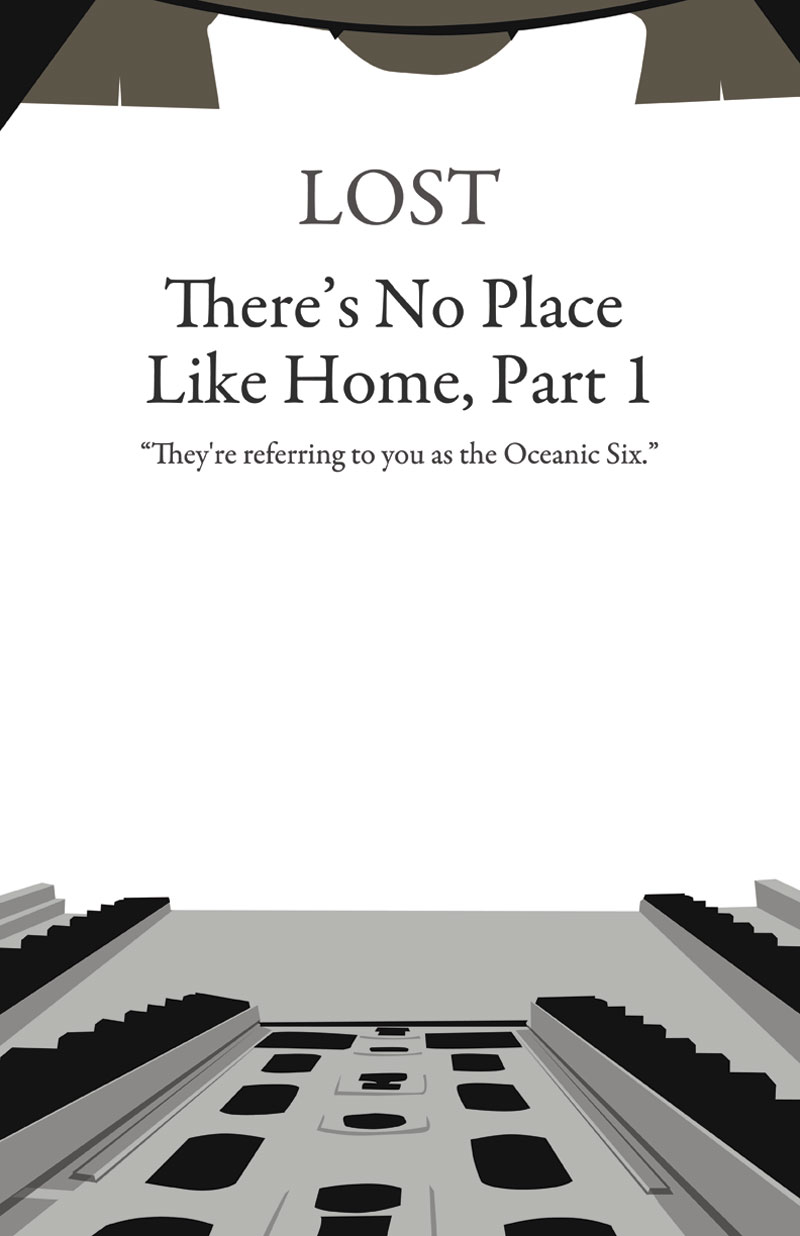 LOST
There’s No Place
Like Home, Part 1
“They're referring to you as the Oceanic Six.”